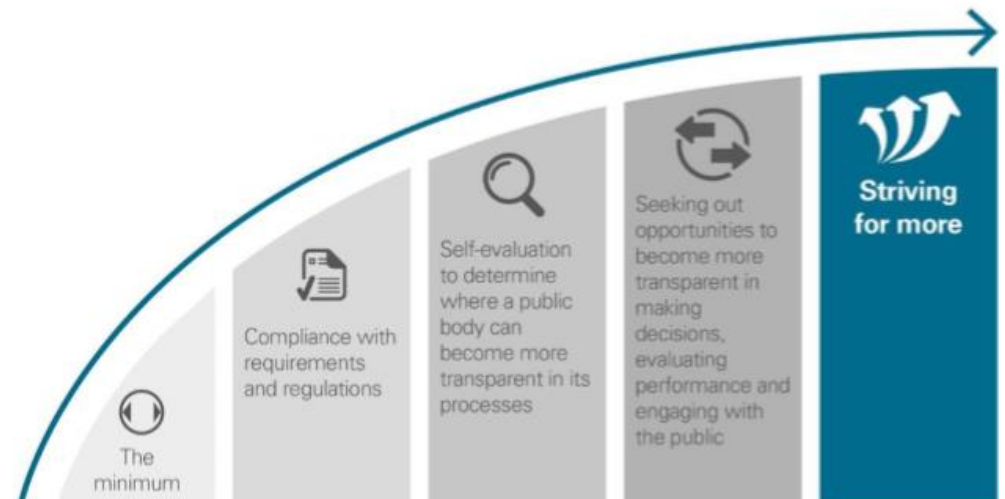 The
minimum
Compliance with
requirements
and regulations
Self-evaluation
to determine
where a public
body can
become more
transparent in its
processes
Seeking out
opportunities to
become more
transparent in
making
decisions,
evaluating
performance and
engaging with
the public
Striving
for more